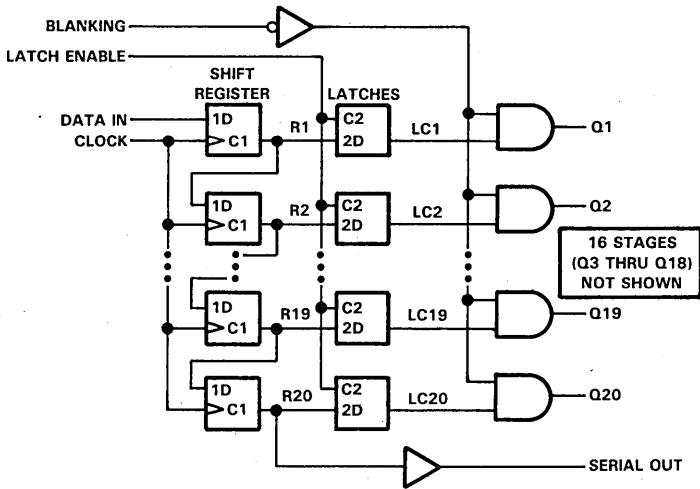 BLANKING
LATCH ENABLE
SHIFT
REGISTER
LATCHES
DATA IN
CLOCK
1D
C1
R1
C2
2D
LC1
Q1
1D
C1
R2
C2
2D
LC2
Q2
16 STAGES
(Q3 THRU Q18)
NOT SHOWN
1D
C1
R19
C2
2D
LC19
Q19
1D
C1
R20
C2
2D
LC20
Q20
SERIAL OUT